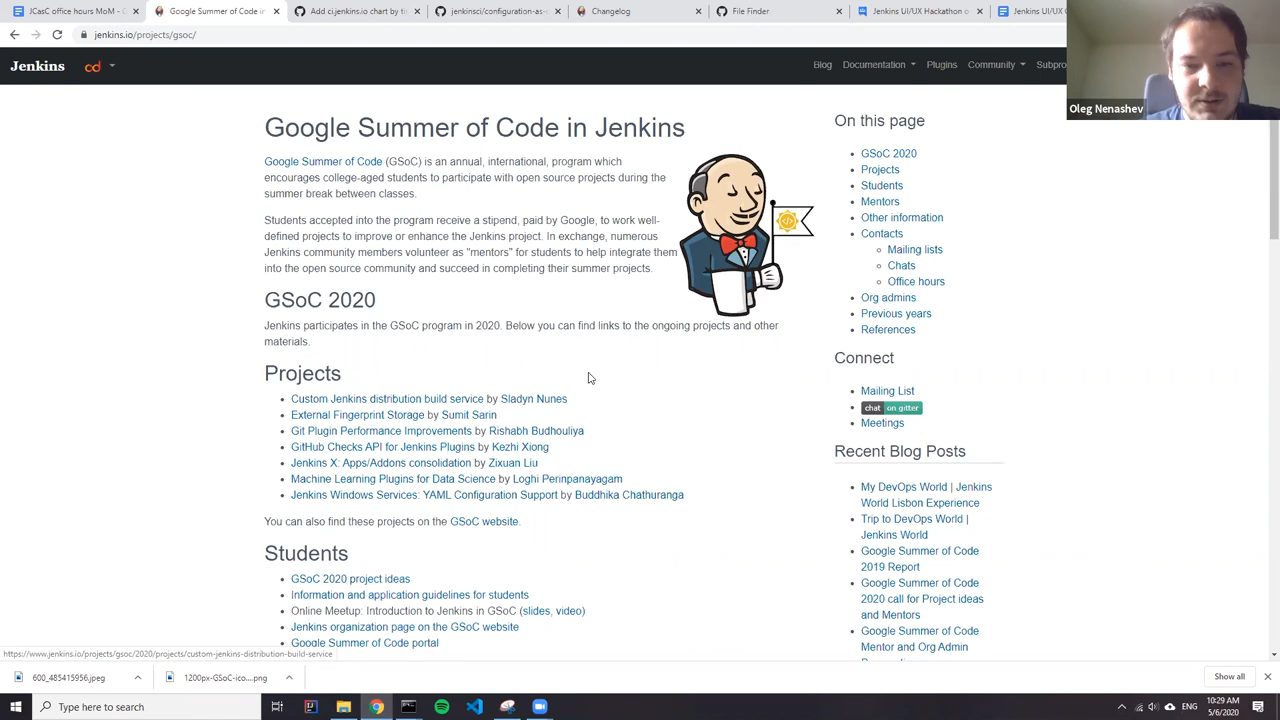 JCasC office hours MoM - G
Google Summer of Code in
Add ci.jenkins.io chart by ti
jenkinsci/configuration-as-
Changelog
File Finder
Jenkins UI/UX Hackathon o
Jenkins UI/UX
jenkins.io/projects/gsoc/
Jenkins
cd
Blog
Documentation
Plugins
Community
Subpro
Oleg Nenashev
Google Summer of Code in Jenkins
Google Summer of Code (GSoC) is an annual, international, program which
encourages college-aged students to participate with open source projects during the
summer break between classes.
Students accepted into the program receive a stipend, paid by Google, to work well-
defined projects to improve or enhance the Jenkins project. In exchange, numerous
Jenkins community members volunteer as "mentors" for students to help integrate them
into the open source community and succeed in completing their summer projects.
GSoC 2020
Jenkins participates in the GSoC program in 2020. Below you can find links to the ongoing projects and other
materials.
Projects
Custom Jenkins distribution build service by Sladyn Nunes
External Fingerprint Storage by Sumit Sarin
Git Plugin Performance Improvements by Rishabh Budhouliya
GitHub Checks API for Jenkins Plugins by Kezhi Xiong
Jenkins X: Apps/Addons consolidation by Zixuan Liu
Machine Learning Plugins for Data Science by Loghi Perinpanayagam
Jenkins Windows Services: YAML Configuration Support by Buddhika Chathuranga
You can also find these projects on the GSoC website.
Students
GSoC 2020 project ideas
Information and application guidelines for students
Online Meetup: Introduction to Jenkins in GSoC (slides, video)
Jenkins organization page on the GSoC website
Google Summer of Code portal
On this page
GSoC 2020
Projects
Students
Mentors
Other information
Contacts
Mailing lists
Chats
Office hours
Org admins
Previous years
References
Connect
Mailing List
chat on gitter
Meetings
Recent Blog Posts
My DevOps World | Jenkins
World Lisbon Experience
Trip to DevOps World |
Jenkins World
Google Summer of Code
2019 Report
Google Summer of Code
2020 call for Project ideas
and Mentors
Google Summer of Code
Mentor and Org Admin
https://www.jenkins.io/projects/gsoc/2020/projects/custom-jenkins-distribution-build-service
600_485415956.jpeg
1200px-GSoC-ico....png
Show all
Type here to search
ENG
10:29 AM
5/6/2020